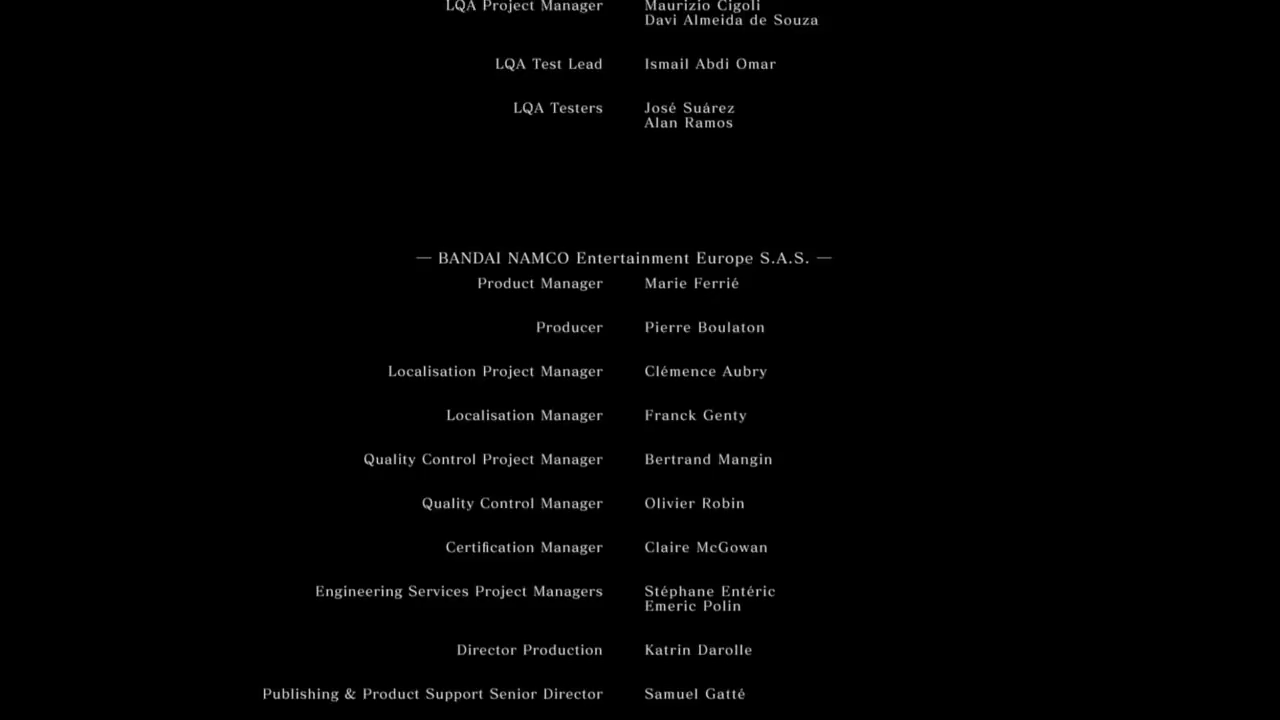 LQA Project Manager Maurizio Cigoli
Davi Almeida de Souza
LQA Test Lead Ismail Abdi Omar
LQA Testers José Suárez
Alan Ramos
— BANDAI NAMCO Entertainment Europe S.A.S. —
Product Manager Marie Ferrié
Producer Pierre Boulaton
Localisation Project Manager Clémence Aubry
Localisation Manager Franck Genty
Quality Control Project Manager Bertrand Mangin
Quality Control Manager Olivier Robin
Certification Manager Claire McGowan
Engineering Services Project Managers Stéphane Entéric
Emeric Polin
Director Production Katrin Darolle
Publishing & Product Support Senior Director Samuel Gatté